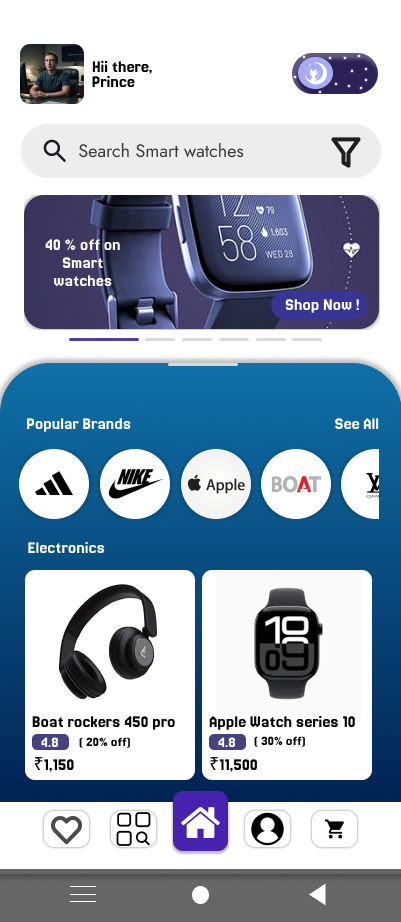 Hii there,
Prince
Search Smart watches
40 % off on
Smart
watches
58
79
1,603
WED 28
Shop Now !
Popular Brands
See All
NIKE
Apple
BOAT
Electronics
10
09
Boat rockers 450 pro
4.8 ( 20% off)
₹1,150
Apple Watch series 10
4.8 ( 30% off)
₹11,500